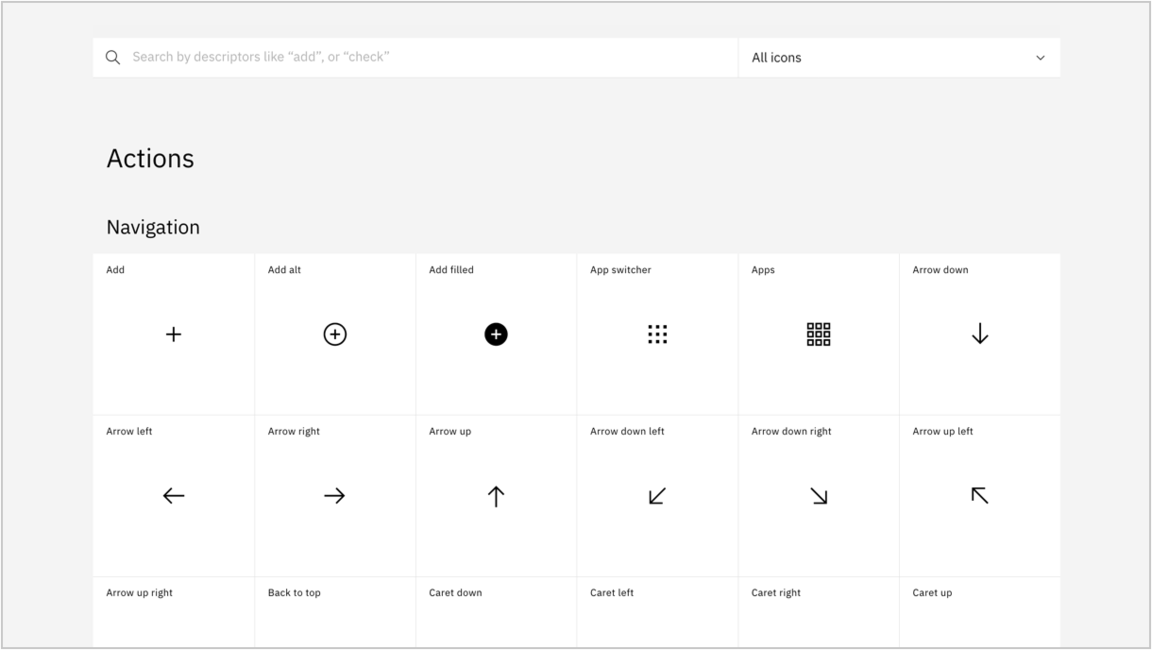 Search by descriptors like “add”, or “check”
All icons
Actions
Navigation
Add
Add alt
Add filled
App switcher
Apps
Arrow down
Arrow left
Arrow right
Arrow up
Arrow down left
Arrow down right
Arrow up left
Arrow up right
Back to top
Caret down
Caret left
Caret right
Caret up